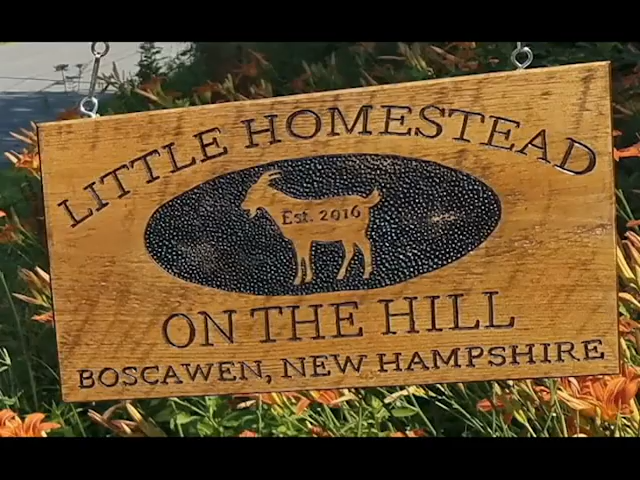 LITTLE HOMESTEAD
Est. 2016
ON THE HILL
BOSCAWEN, NEW HAMPSHIRE